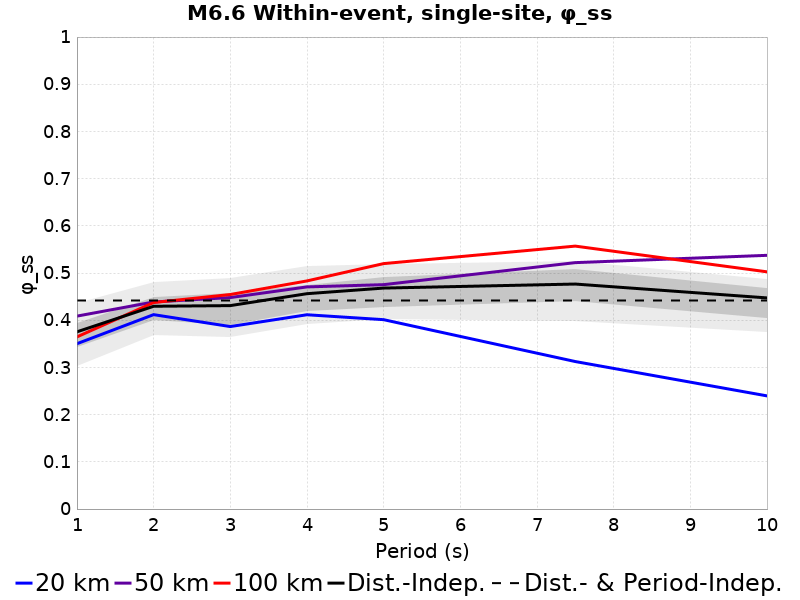 M6.6 Within-event, single-site, φ_ss
1
0.9
0.8
0.7
0.6
0.5
0.4
0.3
0.2
0.1
0
φ_ss
1 2 3 4 5 6 7 8 9 10
Period (s)
20 km 50 km 100 km Dist.-Indep. Dist.- & Period-Indep.